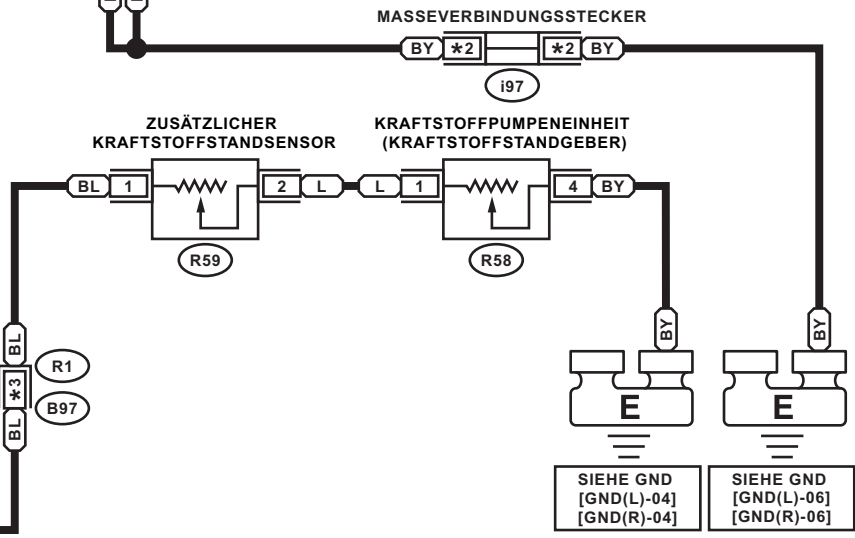 MASSEVERBINDUNGSSTECKER
BY *2 *2 BY
i97
ZUSÄTZLICHER
KRAFTSTOFFSTANDSENSOR
KRAFTSTOFFPUMPENEINHEIT
(KRAFTSTOFFSTANDGEBER)
BL 1 2 L L 1 4 BY
R59
R58
BY
BY
BL
R1
*3
B97
BL
E
E
SIEHE GND
[GND(L)-04]
[GND(R)-04]
SIEHE GND
[GND(L)-06]
[GND(R)-06]